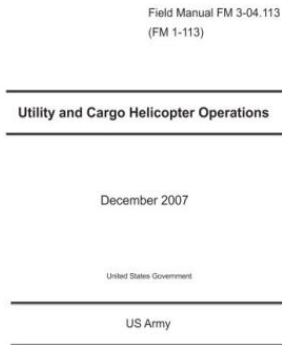 Field Manual FM 3-04.113
(FM 1-113)
Utility and Cargo Helicopter Operations
December 2007
United States Government
US Army